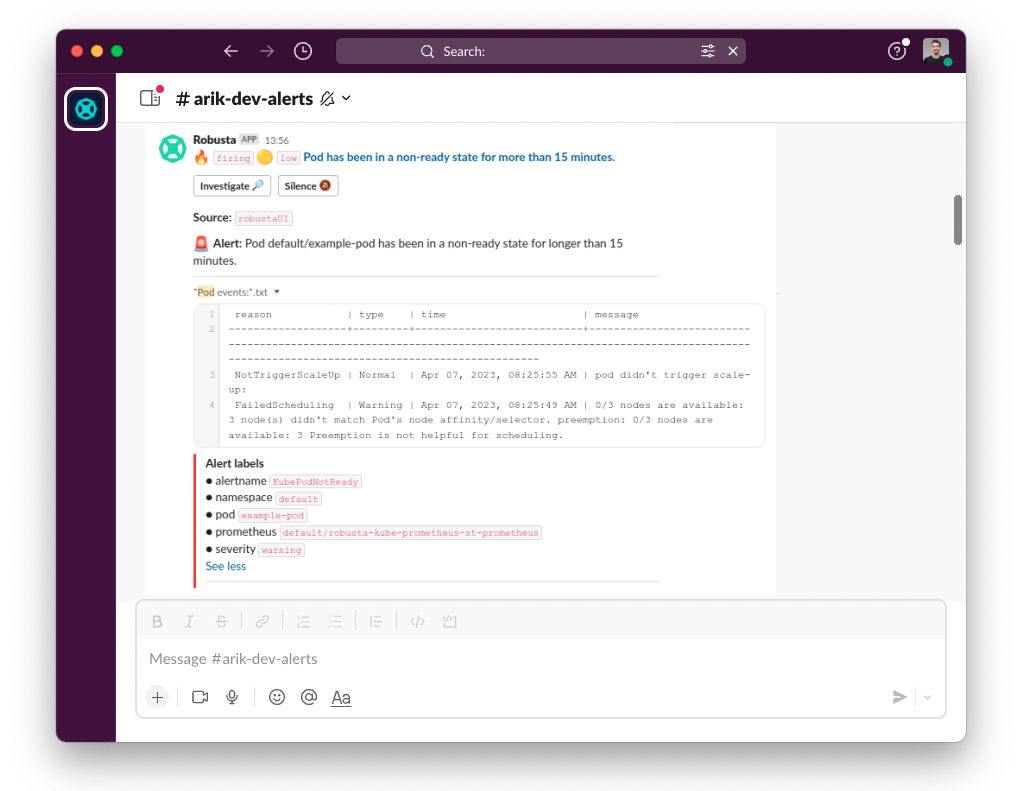 Search:
# arik-dev-alerts
Robusta APP 13:56
firing low Pod has been in a non-ready state for more than 15 minutes.
Investigate Silence
Source: robustaUI
Alert: Pod default/example-pod has been in a non-ready state for longer than 15
minutes.
*Pod events:*.txt
1 reason | type | time | message
2 -------------------+---------+---------------------------+---------------------------
------------------------------------------------------------------------------------
--------------------------------------------------
3 NotTriggerScaleUp | Normal | Apr 07, 2023, 08:25:55 AM | pod didn't trigger scale-
up:
4 FailedScheduling | Warning | Apr 07, 2023, 08:25:49 AM | 0/3 nodes are available:
3 node(s) didn't match Pod's node affinity/selector. preemption: 0/3 nodes are
available: 3 Preemption is not helpful for scheduling.
Alert labels
● alertname KubePodNotReady
● namespace default
● pod example-pod
● prometheus default/robusta-kube-prometheus-st-prometheus
● severity warning
See less
Message #arik-dev-alerts
Aa